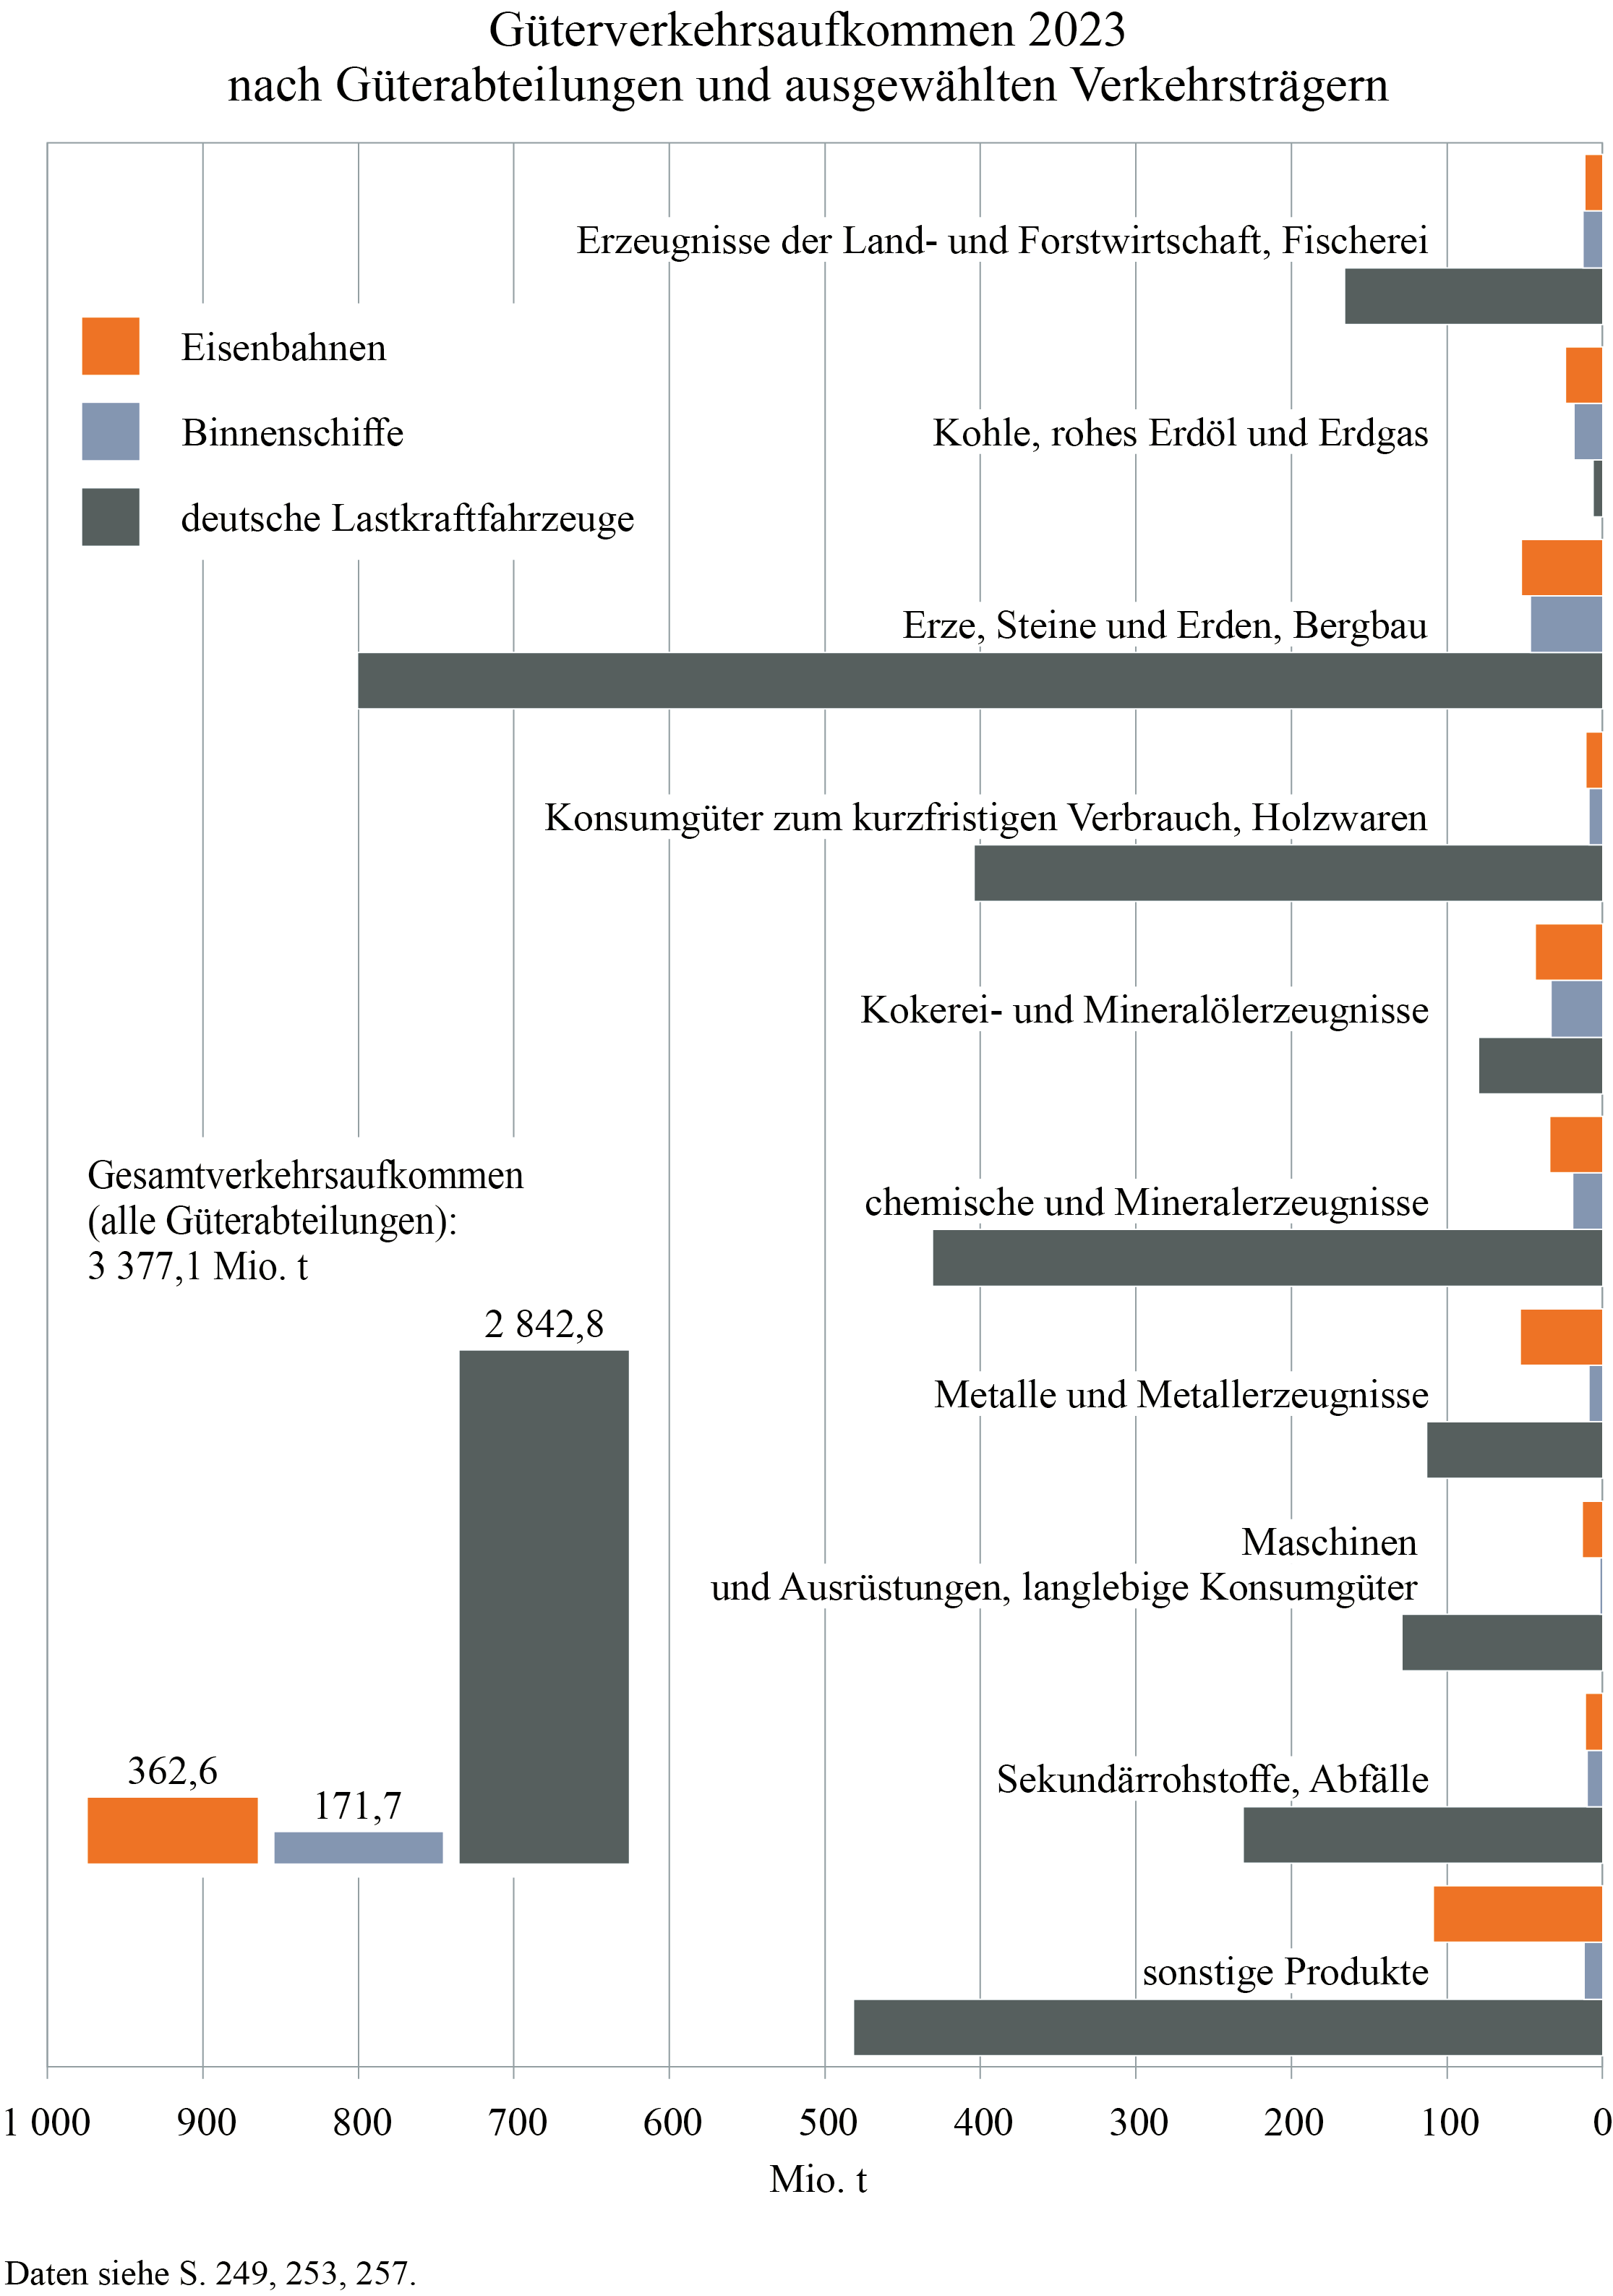 Güterverkehrsaufkommen 2023
nach Güterabteilungen und ausgewählten Verkehrsträgern
Erzeugnisse der Land- und Forstwirtschaft, Fischerei
Eisenbahnen
Binnenschiffe
deutsche Lastkraftfahrzeuge
Kohle, rohes Erdöl und Erdgas
Erze, Steine und Erden, Bergbau
Konsumgüter zum kurzfristigen Verbrauch, Holzwaren
Kokerei- und Mineralölerzeugnisse
chemische und Mineralerzeugnisse
Metalle und Metallerzeugnisse
Maschinen
und Ausrüstungen, langlebige Konsumgüter
Sekundärrohstoffe, Abfälle
sonstige Produkte
Gesamtverkehrsaufkommen
(alle Güterabteilungen):
3 377,1 Mio. t
2 842,8
362,6
171,7
1 000 900 800 700 600 500 400 300 200 100 0
Mio. t
Daten siehe S. 249, 253, 257.